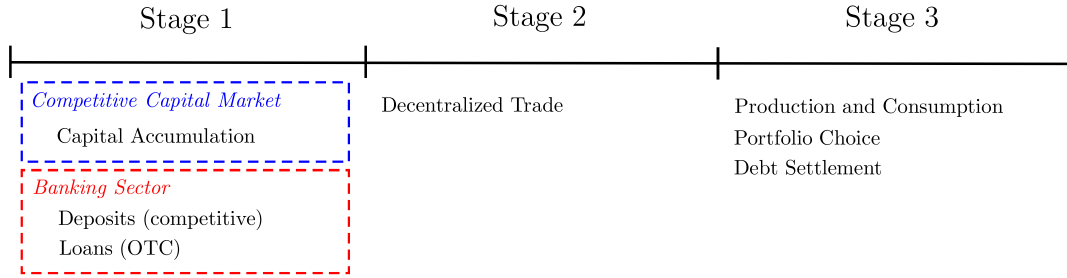 Stage 1
Stage 2
Stage 3
Competitive Capital Market
Capital Accumulation
Banking Sector
Deposits (competitive)
Loans (OTC)
Decentralized Trade
Production and Consumption
Portfolio Choice
Debt Settlement